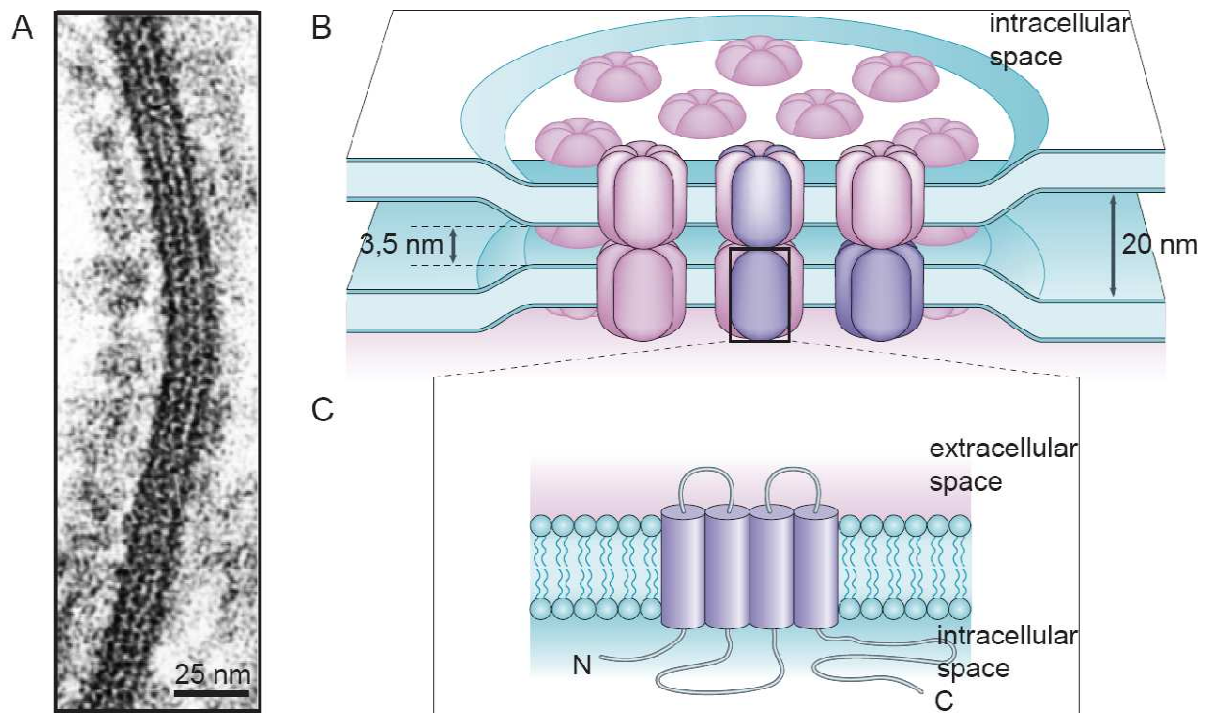 A
B
intracellular
space
3,5 nm
20 nm
C
extracellular
space
25 nm
N
intracellular
space
C